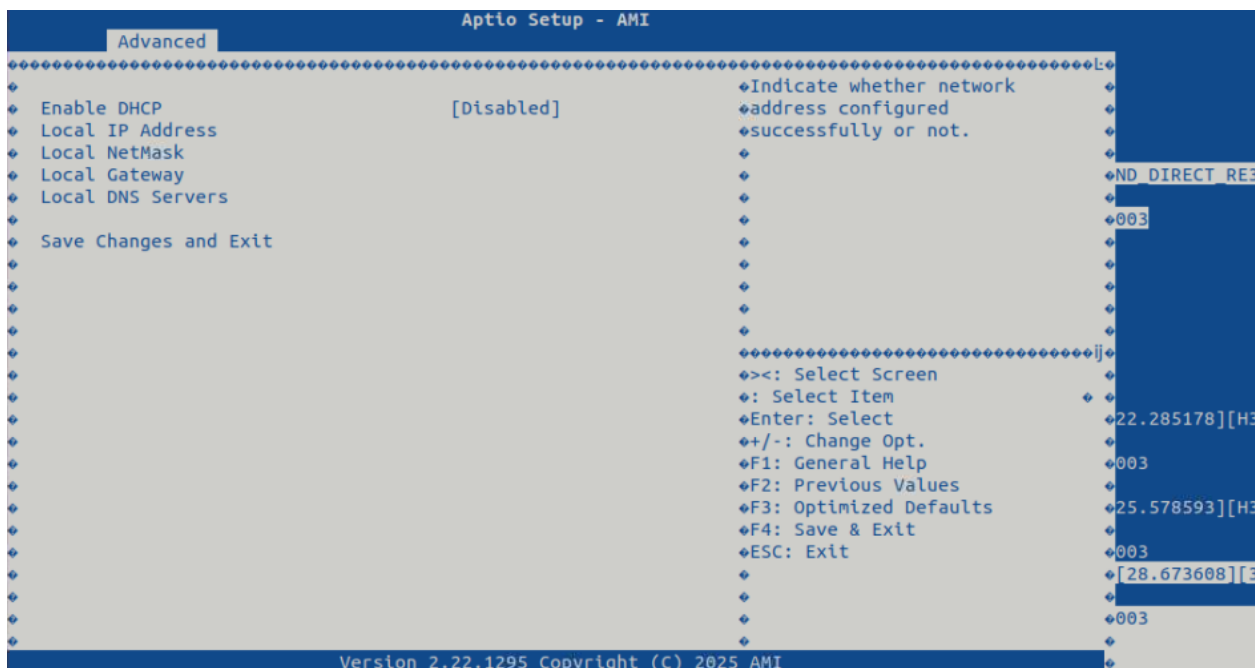 Aptio Setup - AMI
Advanced
Indicate whether network
Enable DHCP [Disabled] address configured
Local IP Address successfully or not.
Local NetMask
Local Gateway ND_DIRECT_RE3
Local DNS Servers
003
Save Changes and Exit
><: Select Screen
: Select Item
Enter: Select 22.285178][H3
+/-: Change Opt.
F1: General Help 003
F2: Previous Values
F3: Optimized Defaults 25.578593][H3
F4: Save & Exit
ESC: Exit 003
[28.673608][3
003
Version 2.22.1295 Copyright (C) 2025 AMI